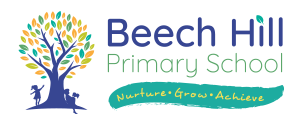 Beech Hill
Primary School
Nurture • Grow • Achieve